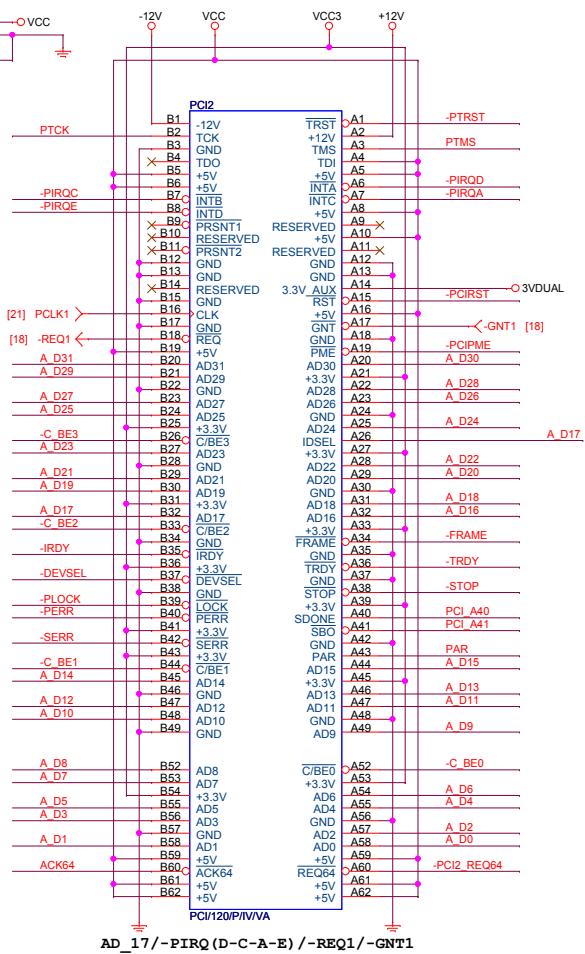 VCC
-12V VCC VCC3 +12V
PCI2
B1 -12V TRST A1 -PTRST
PTCK B2 TCK +12V A2
B3 GND TMS A3 PTMS
B4 TDO TDI A4
B5 +5V +5V A5
B6 +5V INTA A6 -PIRQD
-PIRQC B7 INTB INTC A7 -PIRQA
-PIRQE B8 INTD +5V A8
B9 PRSNT1 RESERVED A9
B10 RESERVED +5V A10
B11 PRSNT2 RESERVED A11
B12 GND GND A12
B13 GND GND A13
B14 RESERVED 3.3V_AUX A14 3VDUAL
B15 GND RST A15 -PCIRST
[21] PCLK1 B16 CLK +5V A16
B17 GND GNT A17 -GNT1 [18]
[18] -REQ1 B18 REQ GND A18
B19 +5V PME A19 -PCIPME
A_D31 B20 AD31 AD30 A20 A_D30
A_D29 B21 AD29 +3.3V A21
B22 GND AD28 A22 A_D28
A_D27 B23 AD27 AD26 A23 A_D26
A_D25 B24 AD25 GND A24
B25 +3.3V AD24 A25 A_D24
-C_BE3 B26 C/BE3 IDSEL A26 A_D17
A_D23 B27 AD23 +3.3V A27
B28 GND AD22 A28 A_D22
A_D21 B29 AD21 AD20 A29 A_D20
A_D19 B30 AD19 GND A30
B31 +3.3V AD18 A31 A_D18
A_D17 B32 AD17 AD16 A32 A_D16
-C_BE2 B33 C/BE2 +3.3V A33
B34 GND FRAME A34 -FRAME
-IRDY B35 IRDY GND A35
B36 +3.3V TRDY A36 -TRDY
-DEVSEL B37 DEVSEL GND A37
B38 GND STOP A38 -STOP
-PLOCK B39 LOCK +3.3V A39
-PERR B40 PERR SDONE A40 PCI_A40
B41 +3.3V SBO A41 PCI_A41
-SERR B42 SERR GND A42
B43 +3.3V PAR A43 PAR
-C_BE1 B44 C/BE1 AD15 A44 A_D15
A_D14 B45 AD14 +3.3V A45
B46 GND AD13 A46 A_D13
A_D12 B47 AD12 AD11 A47 A_D11
A_D10 B48 AD10 GND A48
B49 GND AD9 A49 A_D9
A_D8 B52 AD8 C/BE0 A52 -C_BE0
A_D7 B53 AD7 +3.3V A53
B54 +3.3V AD6 A54 A_D6
A_D5 B55 AD5 AD4 A55 A_D4
A_D3 B56 AD3 GND A56
B57 GND AD2 A57 A_D2
A_D1 B58 AD1 AD0 A58 A_D0
B59 +5V +5V A59
ACK64 B60 ACK64 REQ64 A60 -PCI2_REQ64
B61 +5V +5V A61
B62 +5V +5V A62
PCI/120/P/IV/VA
AD_17/-PIRQ(D-C-A-E)/-REQ1/-GNT1